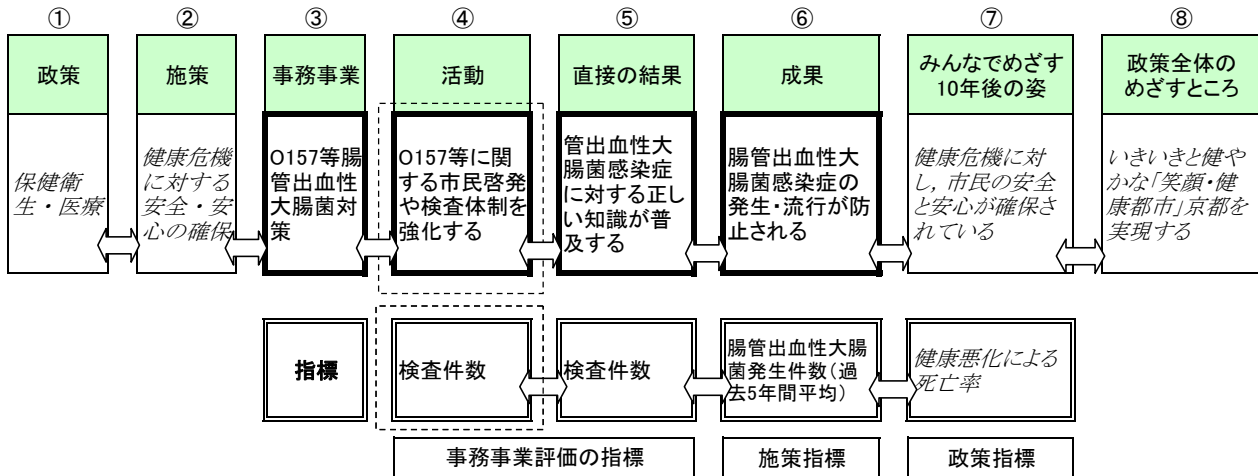 ① ② ③ ④ ⑤ ⑥ ⑦ ⑧
政策
施策
事務事業
活動
直接の結果
成果
みんなでめざす
10年後の姿
政策全体の
めざすところ
保健衛
生・医療
健康危機
に対する
安全・安
心の確保
O157等腸
管出血性
大腸菌対
策
O157等に関
する市民啓発
や検査体制を
強化する
管出血性大
腸菌感染症
に対する正し
い知識が普
及する
腸管出血性大
腸菌感染症の
発生・流行が防
止される
健康危機に対
し，市民の安全
と安心が確保さ
れている
いきいきと健や
かな「笑顔・健
康都市」京都を
実現する
指標
検査件数
検査件数
腸管出血性大腸
菌発生件数（過
去5年間平均）
健康悪化による
死亡率
事務事業評価の指標
施策指標
政策指標